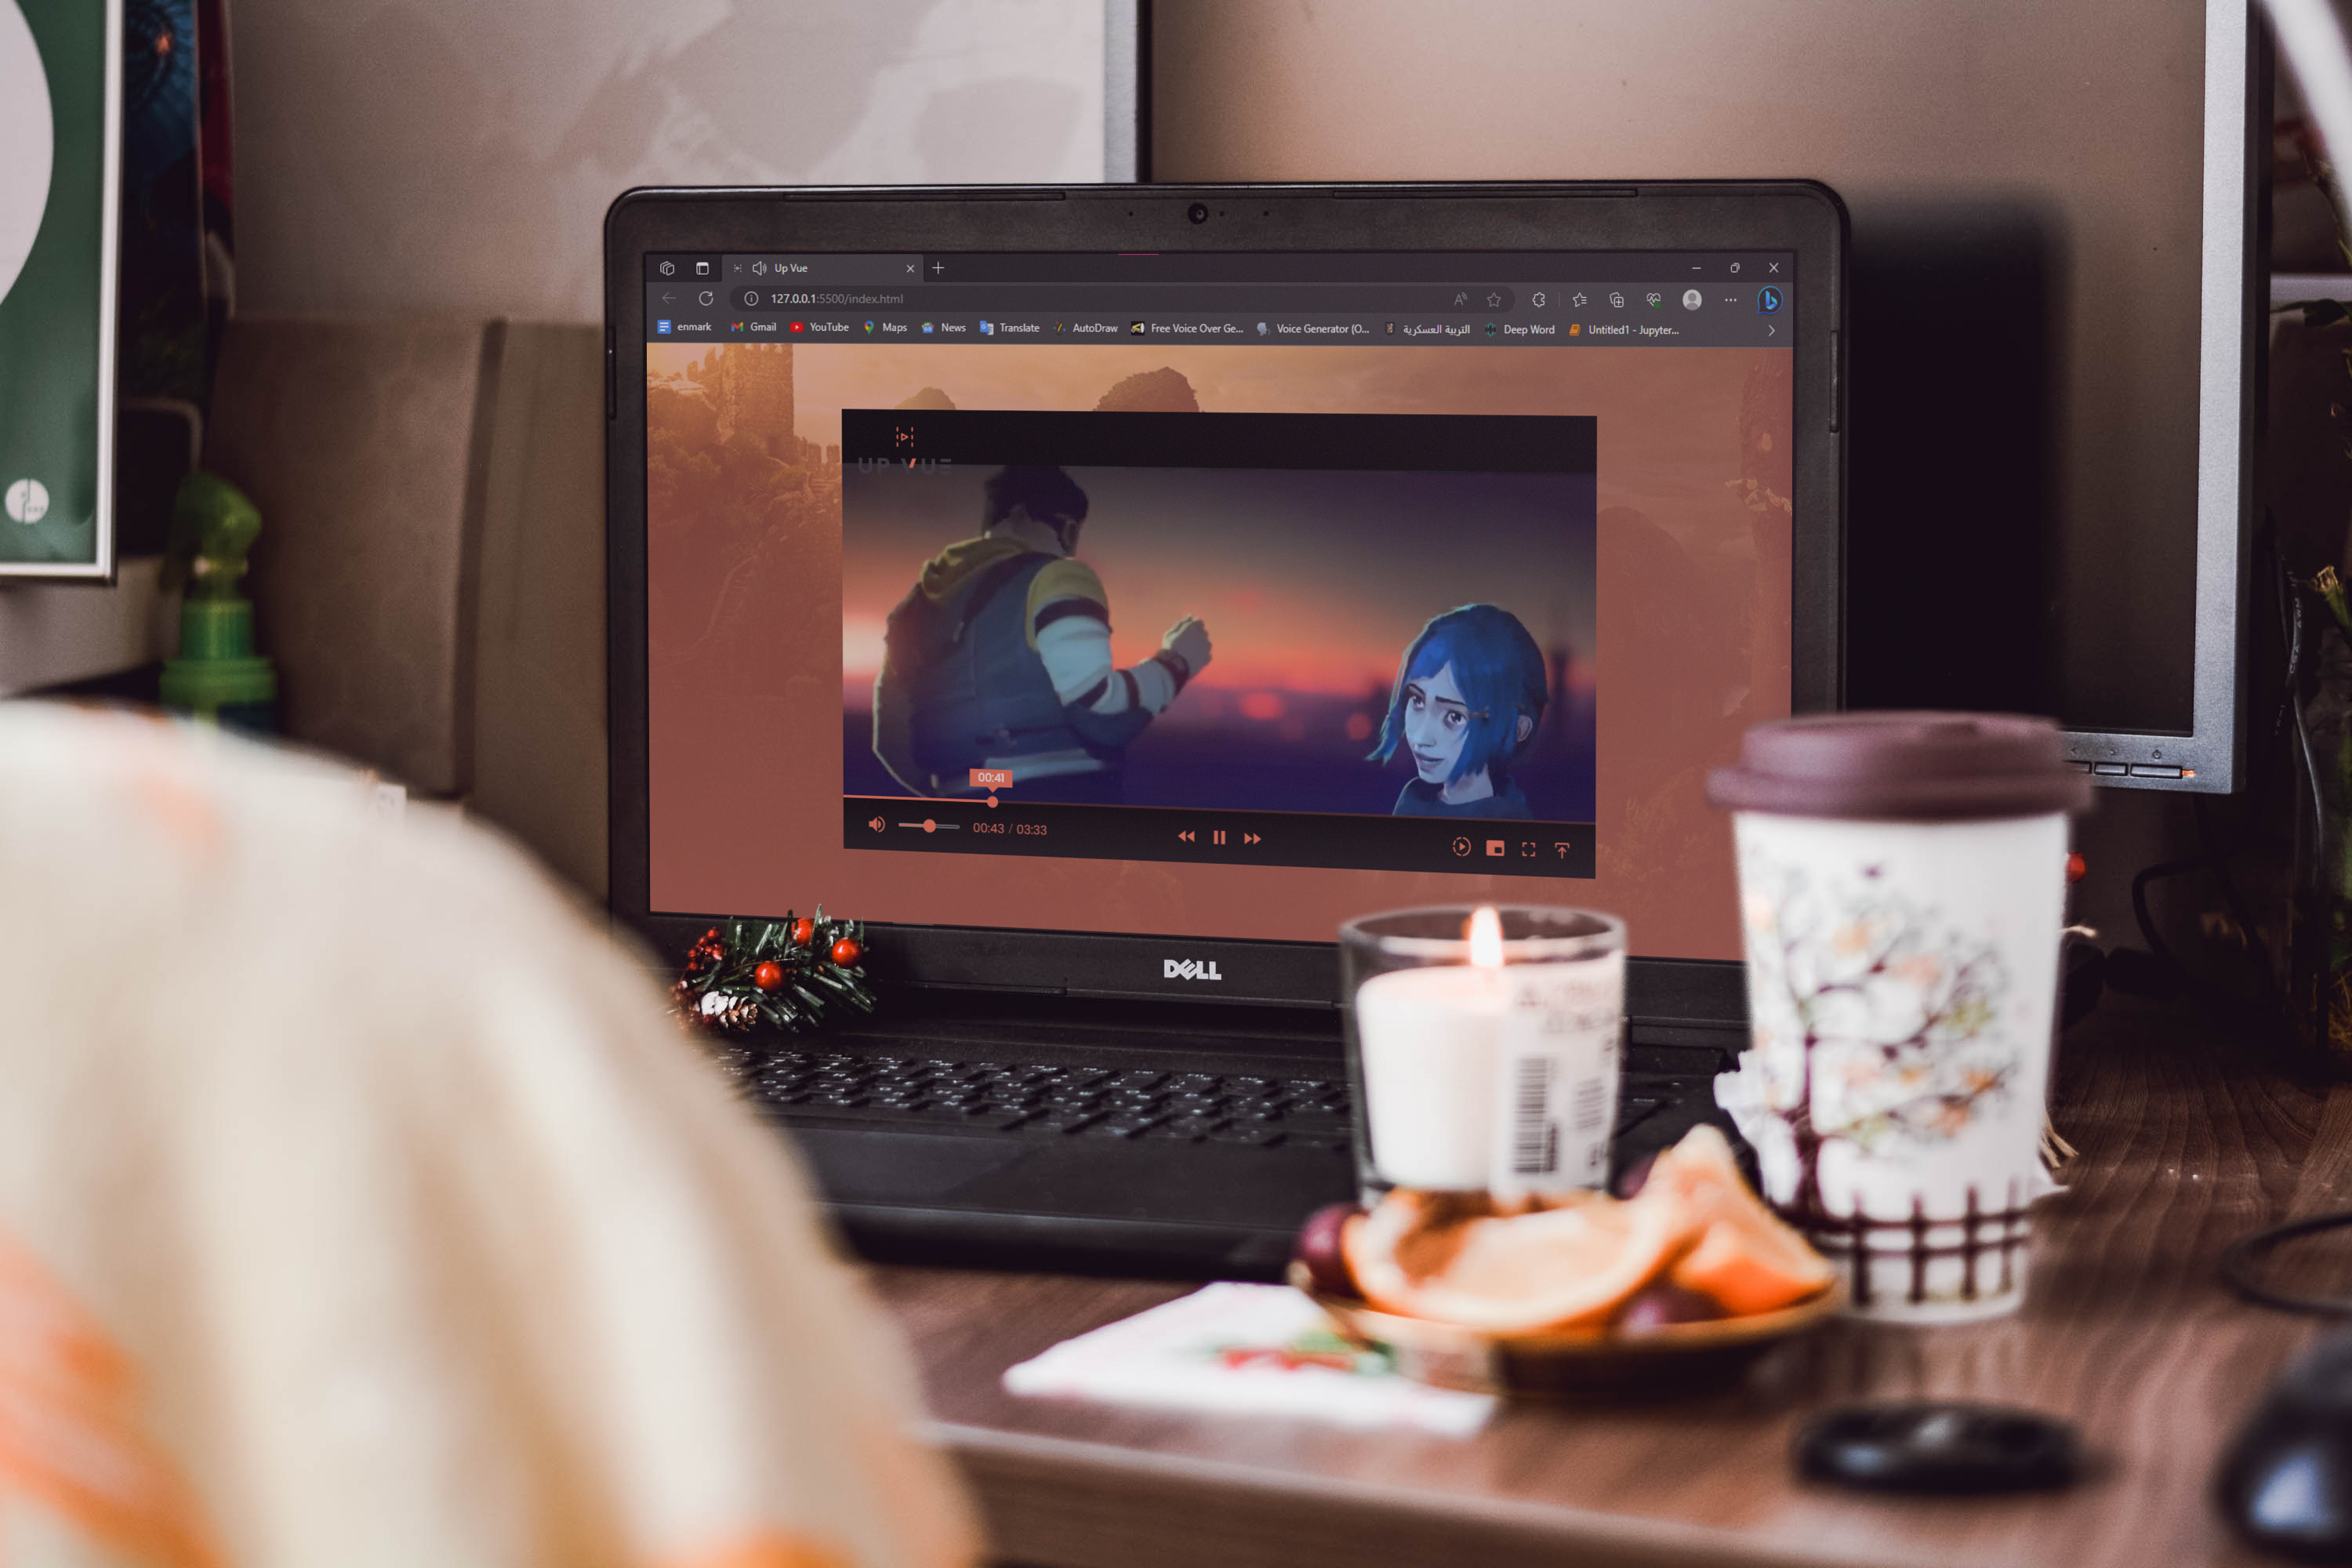 Up Vue
127.0.0.1:5500/index.html
enmark Gmail YouTube Maps News Translate AutoDraw Free Voice Over Ge... Voice Generator (O... التربية العسكرية Deep Word Untitled1 - Jupyter...
UP VUE
00:41
00:43 / 03:33
DELL